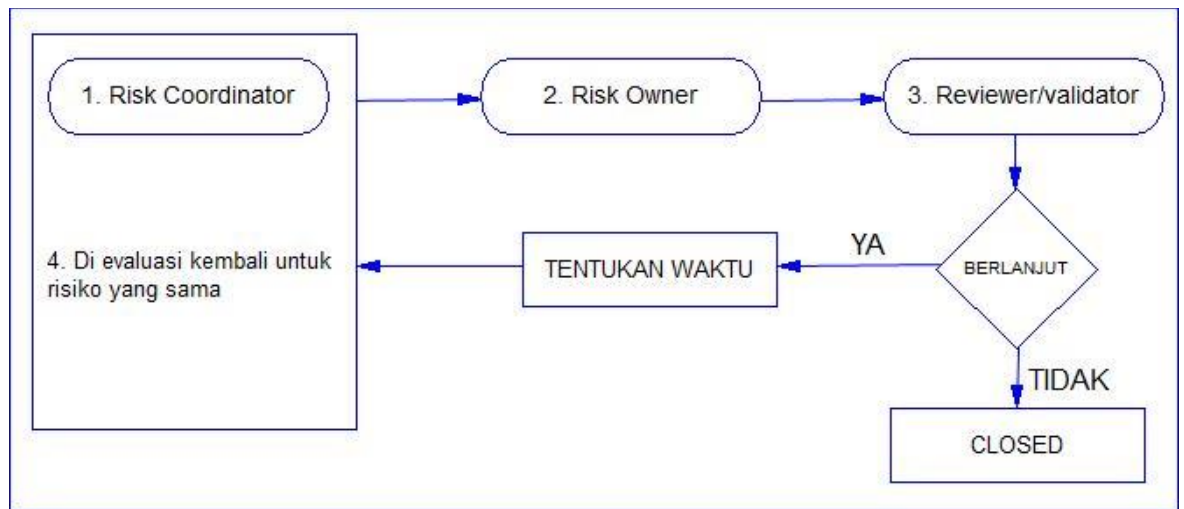 1. Risk Coordinator
2. Risk Owner
3. Reviewer/validator
4. Di evaluasi kembali untuk
risiko yang sama
TENTUKAN WAKTU
YA
BERLANJUT
TIDAK
CLOSED